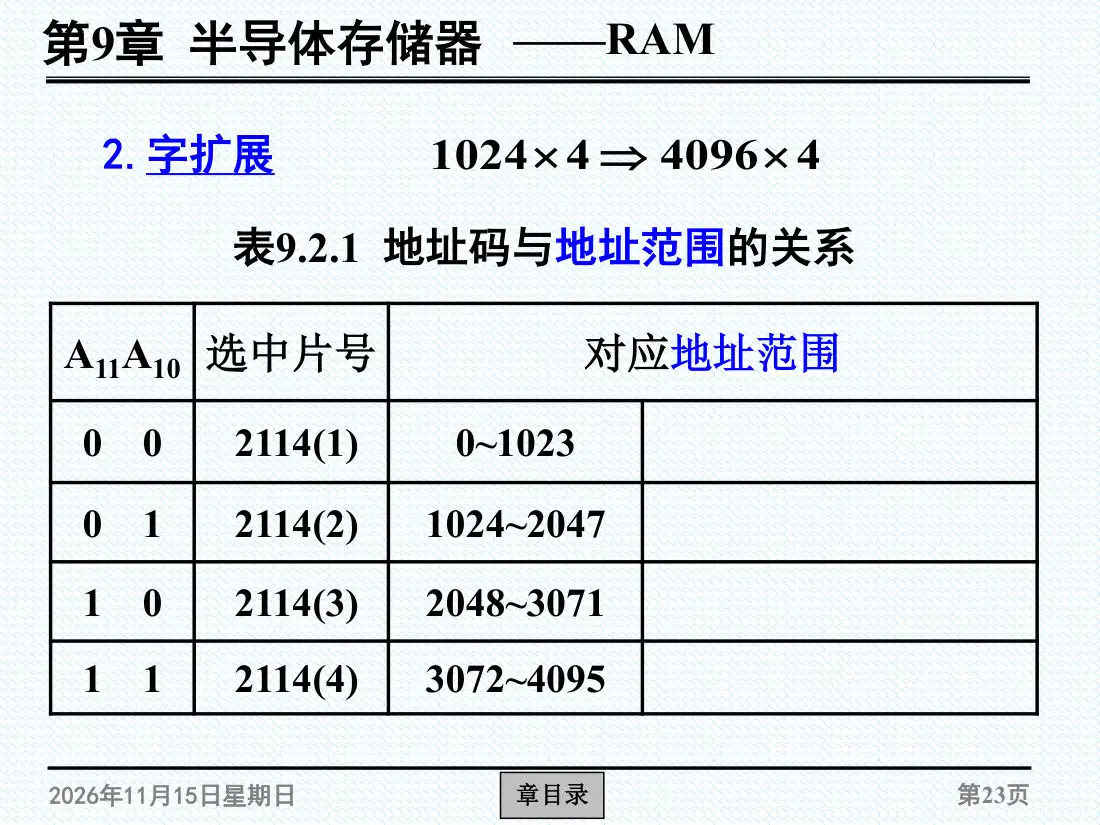 第9章 半导体存储器 ——RAM
2.字扩展 1024×4⇒4096×4
表9.2.1 地址码与地址范围的关系
A₁₁A₁₀ 选中片号 对应地址范围
0 0 2114(1) 0~1023
0 1 2114(2) 1024~2047
1 0 2114(3) 2048~3071
1 1 2114(4) 3072~4095
2026年11月15日星期日 章目录 第23页